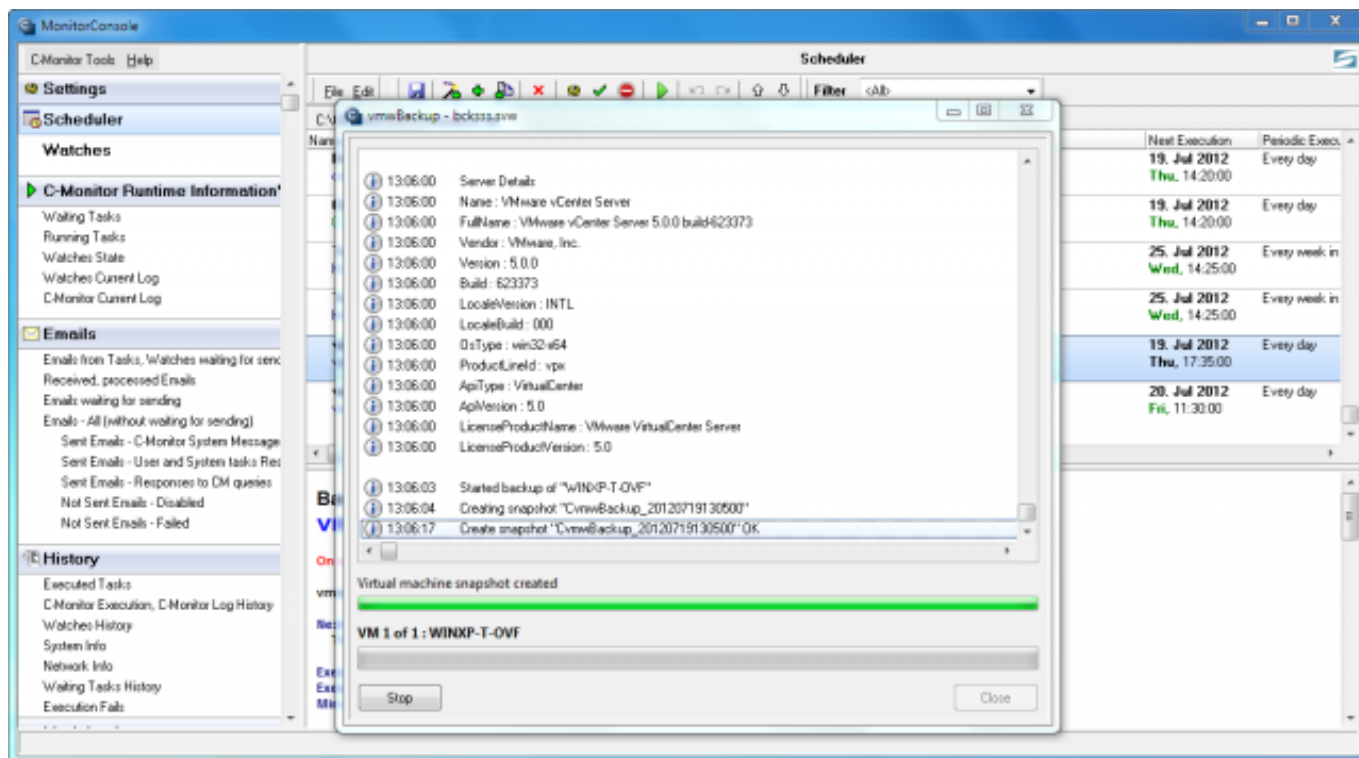 MonitorConsole
C-Monitor Tools Help
Scheduler
Settings
Scheduler
Watches
C-Monitor Runtime Information
Waiting Tasks
Running Tasks
Watches State
Watches Current Log
C-Monitor Current Log
Emails
Emails from Tasks, Watches waiting for send
Received, processed Emails
Emails waiting for sending
Emails - All (without waiting for sending)
Sent Emails - C-Monitor System Message
Sent Emails - User and System tasks Res
Sent Emails - Responses to CM queries
Not Sent Emails - Disabled
Not Sent Emails - Failed
History
Executed Tasks
C-Monitor Execution, C-Monitor Log History
Watches History
System Info
Network Info
Waiting Tasks History
Execution Fails
File Edit Filter <All>
Next Execution Periodic Execu
19. Jul 2012 Every day
Thu, 14:20:00
19. Jul 2012 Every day
Thu, 14:20:00
25. Jul 2012 Every week in
Wed, 14:25:00
25. Jul 2012 Every week in
Wed, 14:25:00
19. Jul 2012 Every day
Thu, 17:35:00
20. Jul 2012 Every day
Fri, 11:30:00
vmwBackup - bcksss.svw
13:06:00 Server Details
13:06:00 Name : VMware vCenter Server
13:06:00 FullName : VMware vCenter Server 5.0.0 build-623373
13:06:00 Vendor : VMware, Inc.
13:06:00 Version : 5.0.0
13:06:00 Build : 623373
13:06:00 LocaleVersion : INTL
13:06:00 LocaleBuild : 000
13:06:00 OsType : win32-x64
13:06:00 ProductLineId : vpx
13:06:00 ApiType : VirtualCenter
13:06:00 ApiVersion : 5.0
13:06:00 LicenseProductName : VMware VirtualCenter Server
13:06:00 LicenseProductVersion : 5.0
13:06:03 Started backup of "WINXP-T-OVF"
13:06:04 Creating snapshot "CvmwBackup_20120719130500"
13:06:17 Create snapshot "CvmwBackup_20120719130500" OK
Virtual machine snapshot created
VM 1 of 1 : WINXP-T-OVF
Stop Close